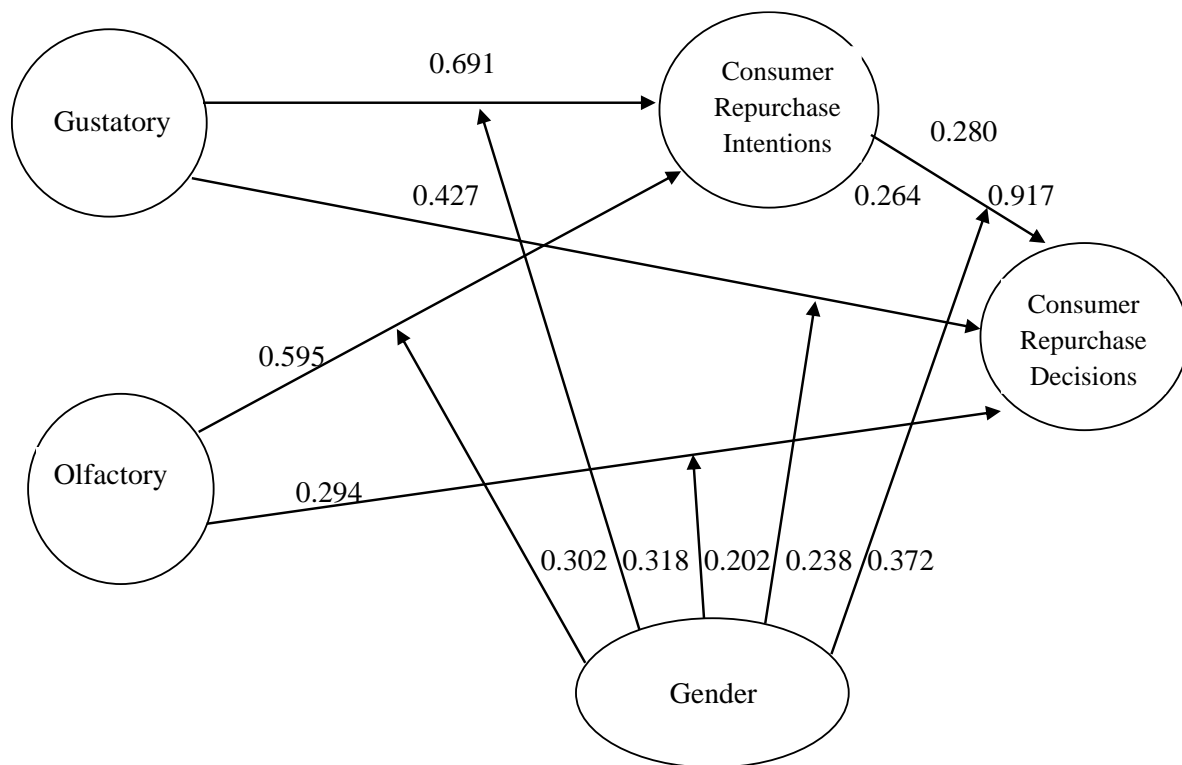 0.691
Consumer
Repurchase
Intentions
Gustatory
0.280
0.427
0.264
0.917
Consumer
Repurchase
Decisions
0.595
Olfactory
0.294
0.302
0.318
0.202
0.238
0.372
Gender